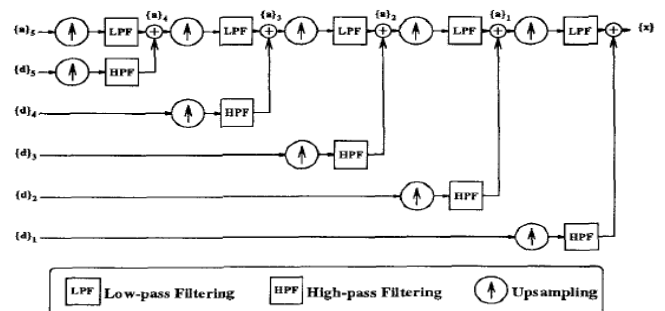 {a}5 LPF {a}4 LPF {a}3 LPF {a}2 LPF {a}1 LPF {x}
{d}5 HPF
{d}4 HPF
{d}3 HPF
{d}2 HPF
{d}1 HPF
LPF Low-pass Filtering HPF High-pass Filtering Upsampling